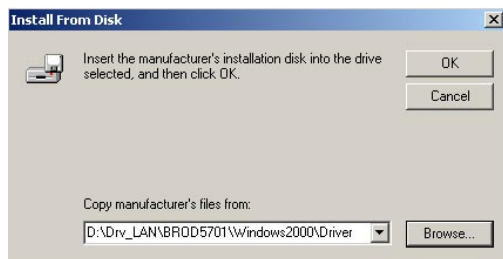 Install From Disk
Insert the manufacturer's installation disk into the drive
selected, and then click OK.
OK
Cancel
Copy manufacturer's files from:
D:\Drv_LAN\BROD5701\Windows2000\Driver
Browse...